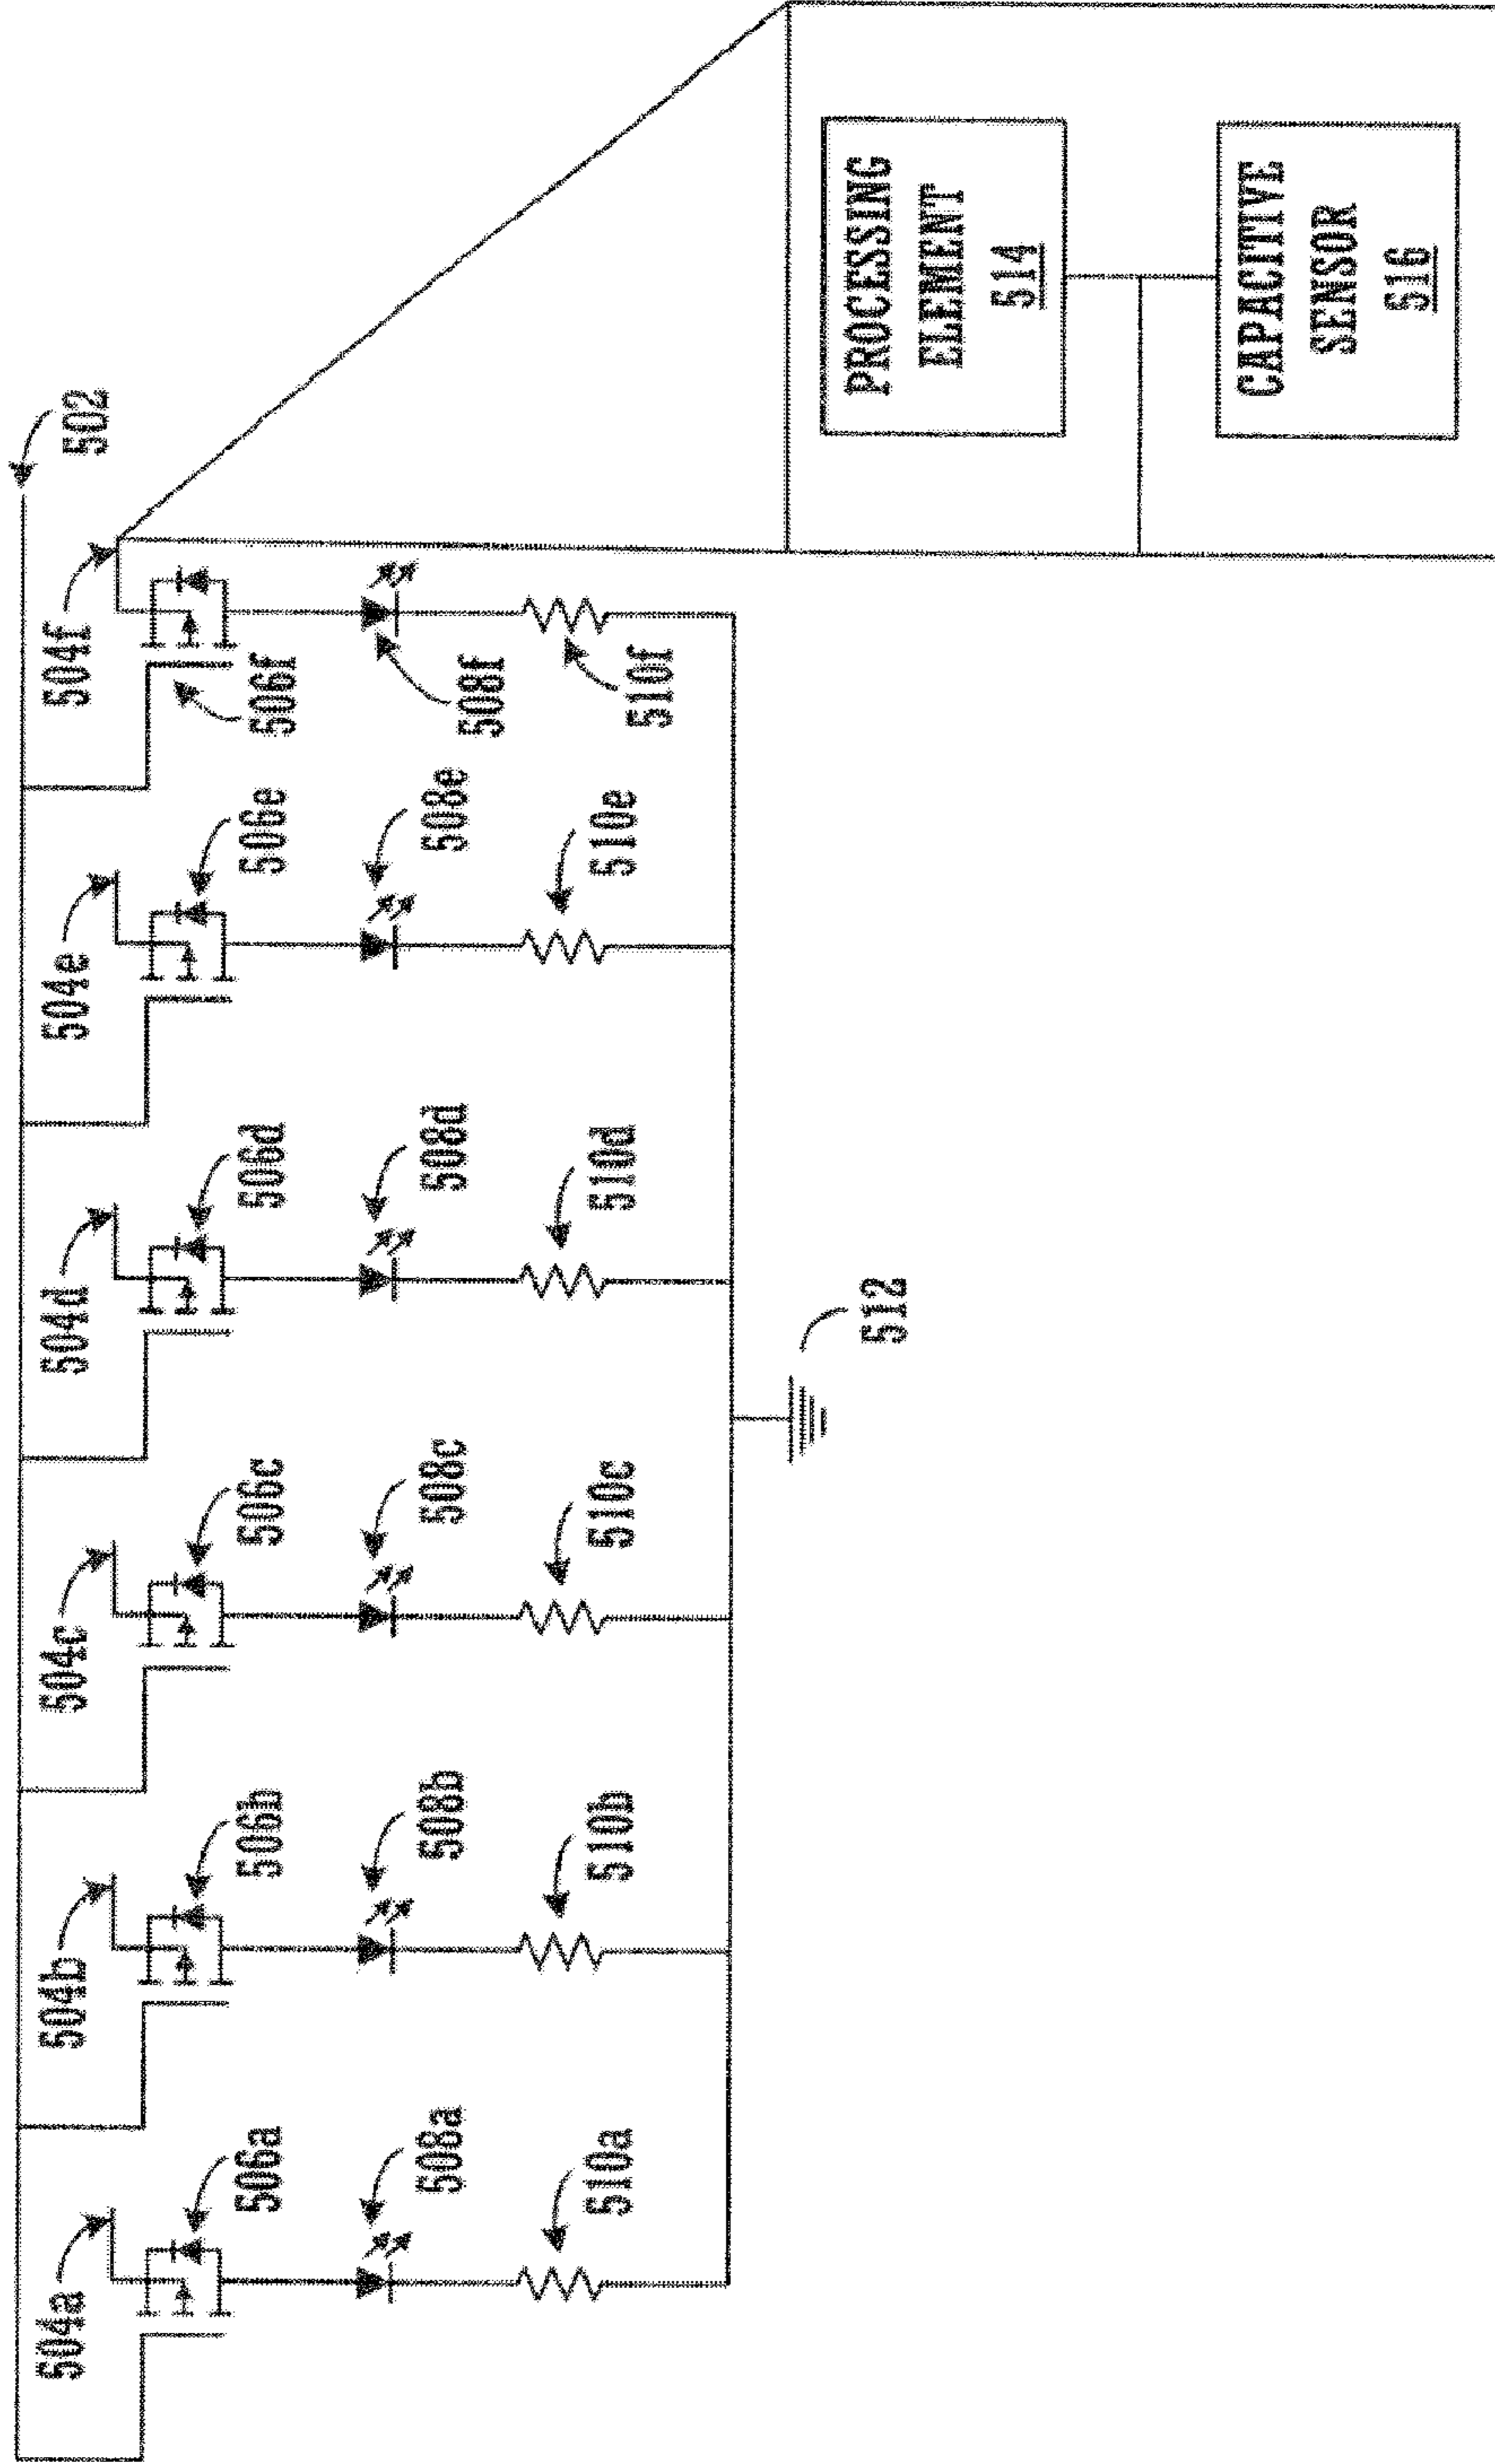 502
504a
504b
504c
504d
504e
504f
506a
506b
506c
506d
506e
506f
508a
508b
508c
508d
508e
508f
510a
510b
510c
510d
510e
510f
512
PROCESSING
ELEMENT
514
CAPACITIVE
SENSOR
516